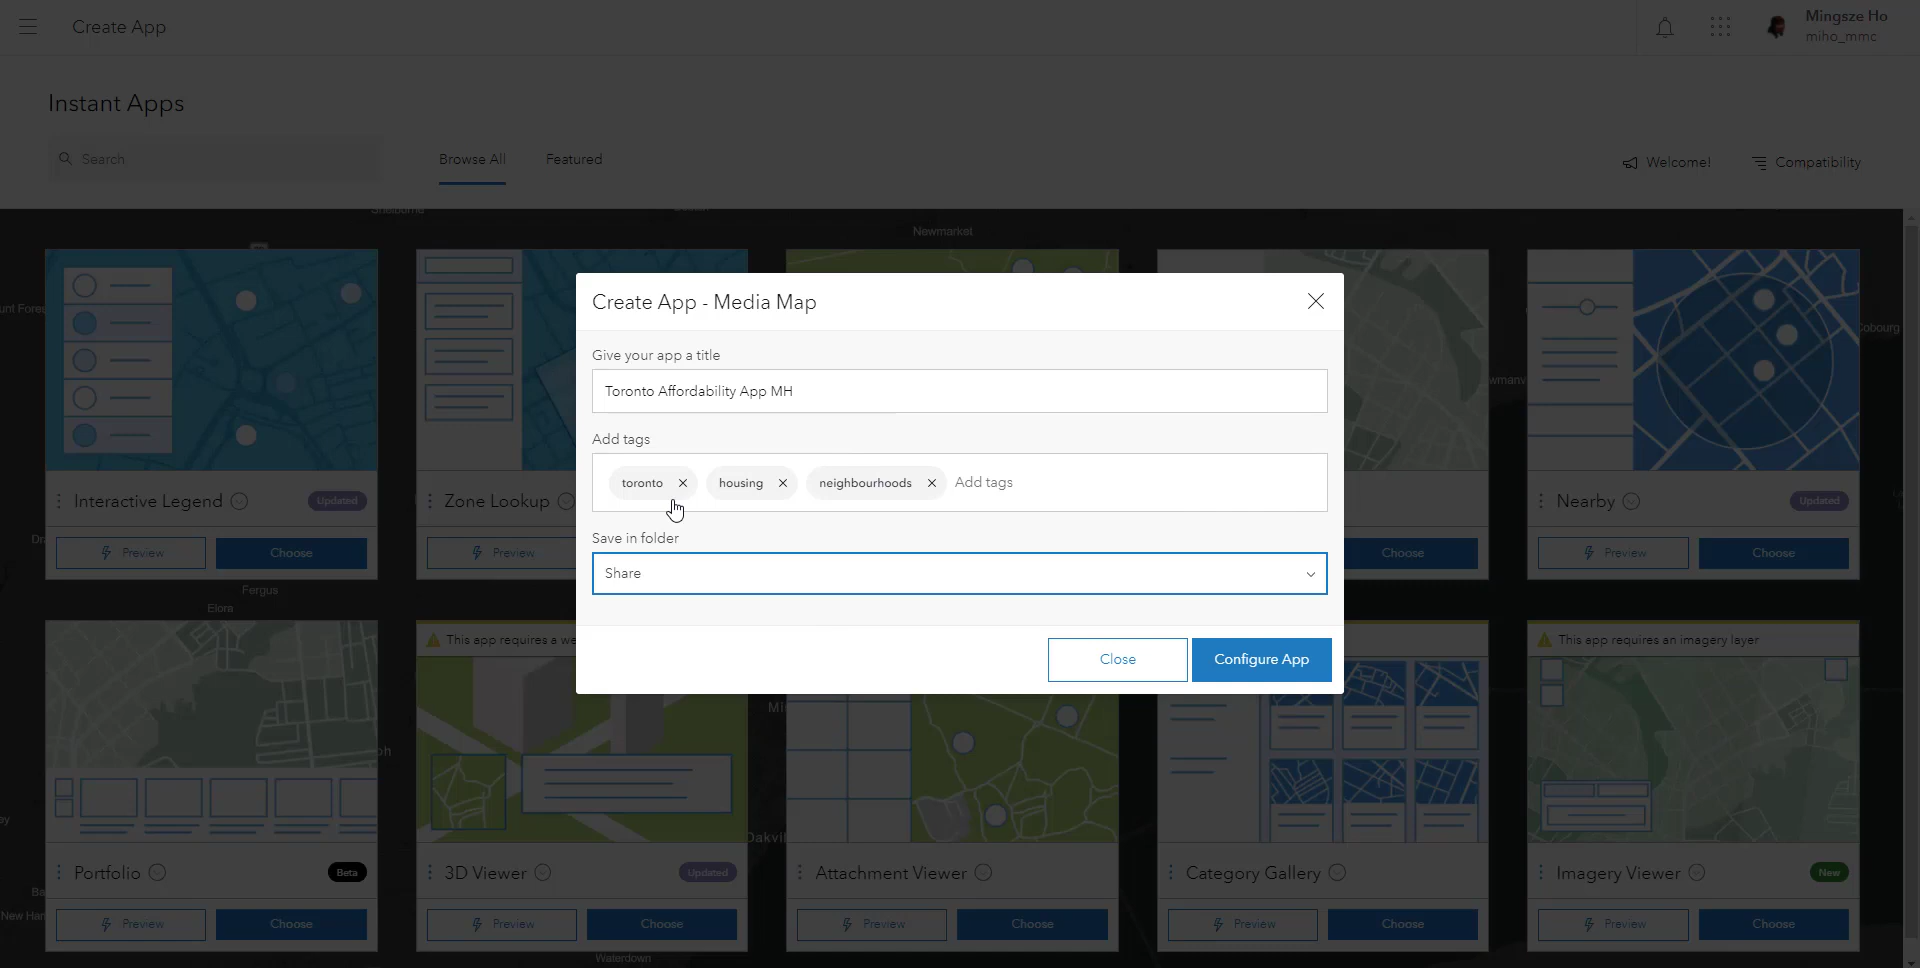 Create App
Mingsze Ho
miho_mmc
Instant Apps
Search
Browse All
Featured
Welcome!
Compatibility
Newmarket
Create App - Media Map
Give your app a title
Toronto Affordability App MH
Add tags
toronto
housing
neighbourhoods
Add tags
Save in folder
Share
Close
Configure App
Interactive Legend
Updated
Preview
Choose
Zone Lookup
Preview
Choose
Nearby
Updated
Preview
Choose
Cobourg
Fergus
Elora
This app requires a we
This app requires an imagery layer
Portfolio
Beta
Preview
Choose
3D Viewer
Updated
Preview
Choose
Attachment Viewer
Preview
Choose
Category Gallery
Preview
Choose
Imagery Viewer
New
Preview
Choose
New Ham
Waterdown